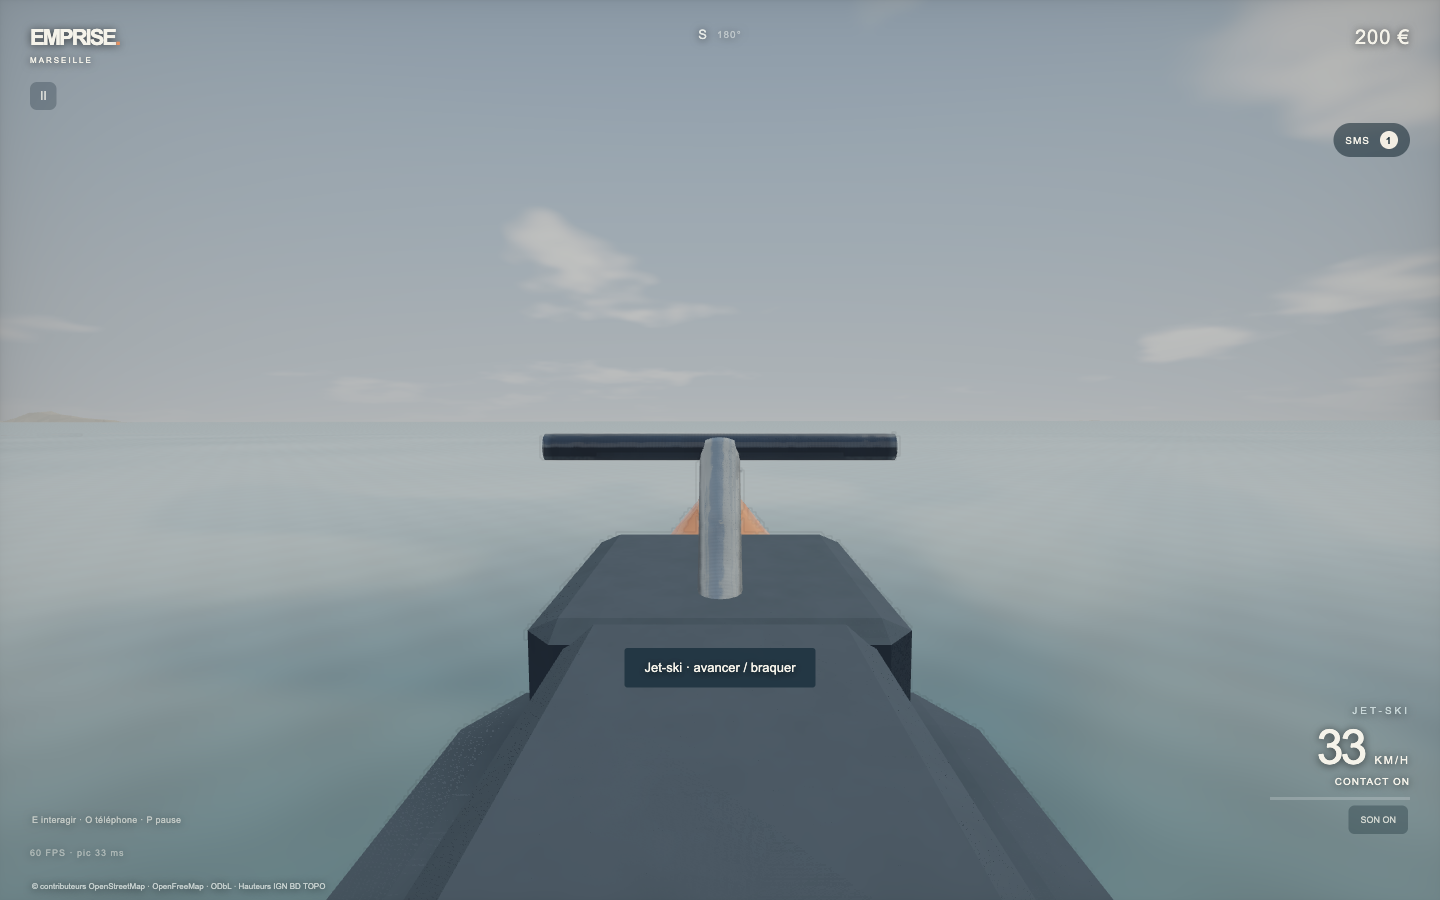 EMPRISE.
MARSEILLE
S 180°
200 €
SMS 1
Jet-ski · avancer / braquer
JET-SKI
33 KM/H
CONTACT ON
SON ON
E interagir · O téléphone · P pause
60 FPS · pic 33 ms
© contributeurs OpenStreetMap · OpenFreeMap · ODbL · Hauteurs IGN BD TOPO